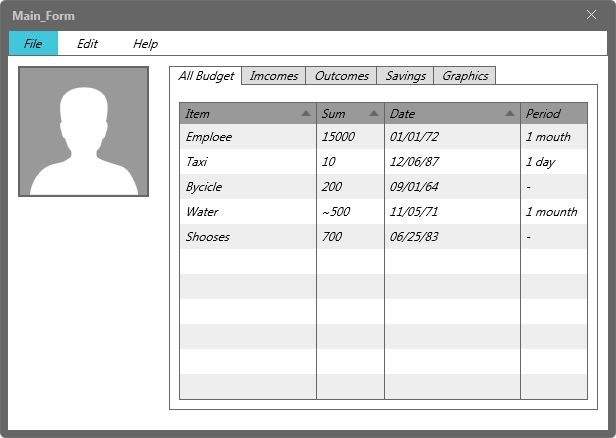 Main_Form
File Edit Help
All Budget Imcomes Outcomes Savings Graphics
Item Sum Date Period
Emploee 15000 01/01/72 1 mouth
Taxi 10 12/06/87 1 day
Bycicle 200 09/01/64 -
Water ~500 11/05/71 1 mounth
Shooses 700 06/25/83 -